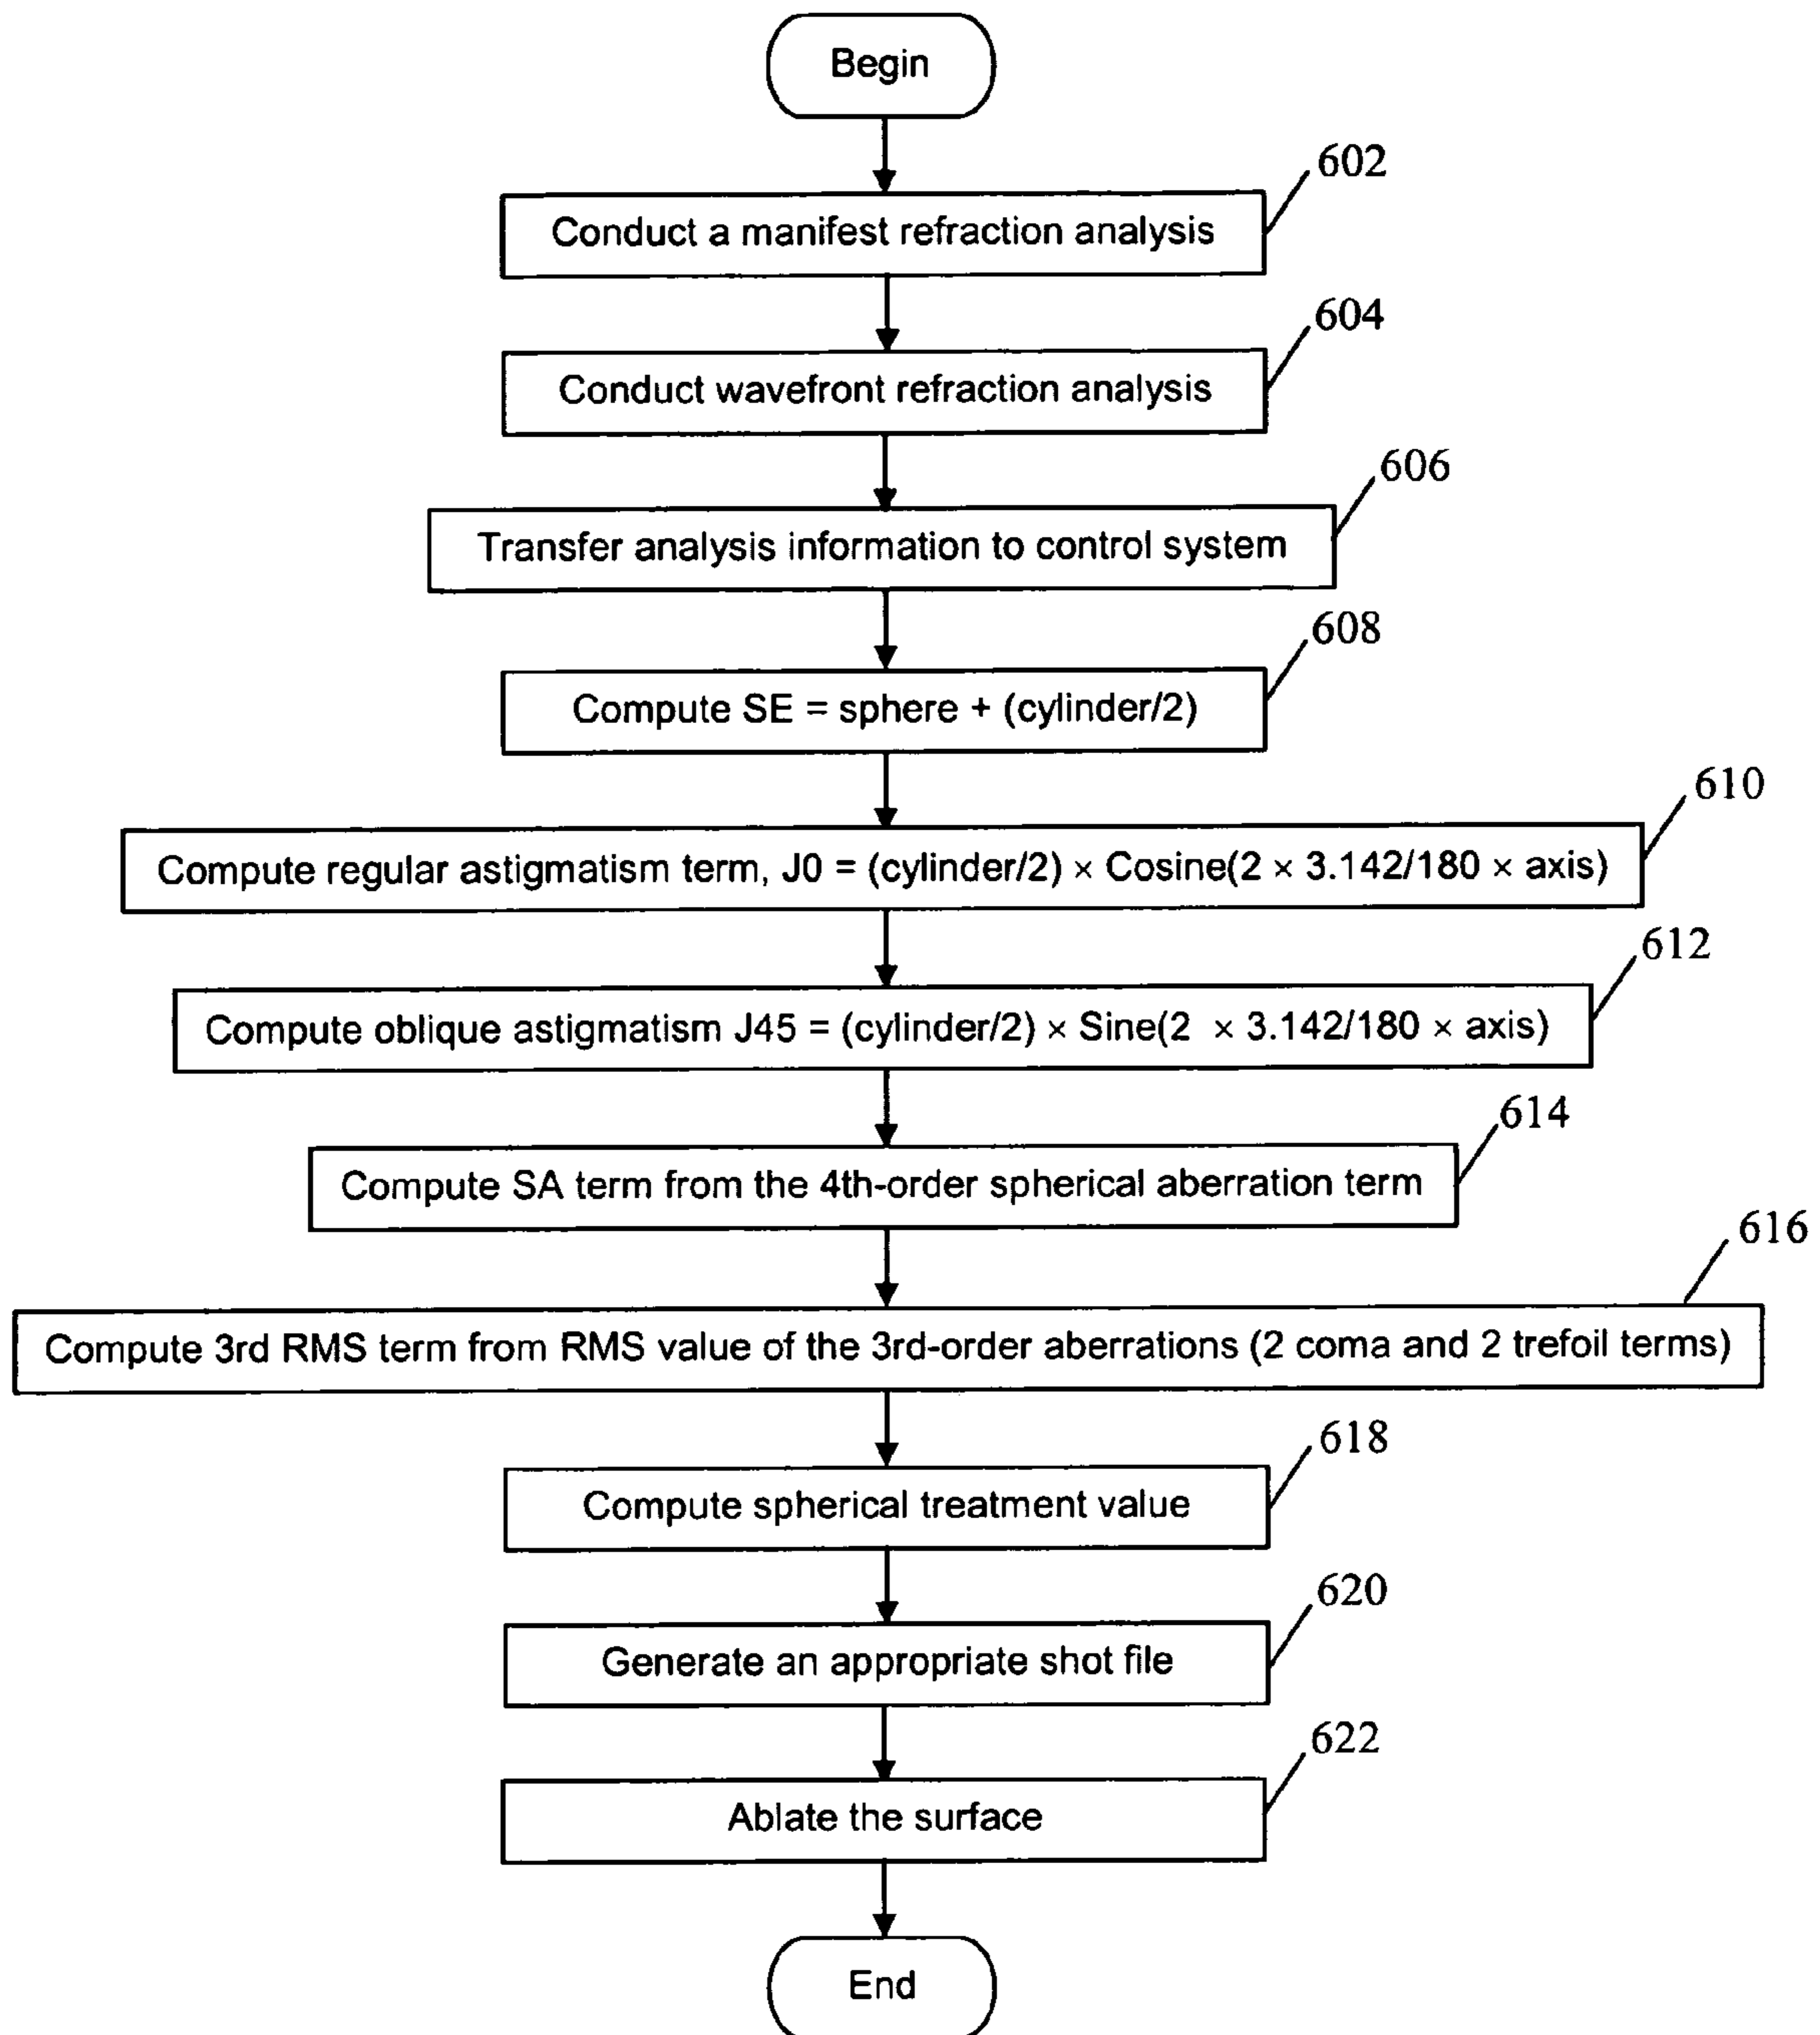 Begin
602
Conduct a manifest refraction analysis
604
Conduct wavefront refraction analysis
606
Transfer analysis information to control system
608
Compute SE = sphere + (cylinder/2)
610
Compute regular astigmatism term, J0 = (cylinder/2) × Cosine(2 × 3.142/180 × axis)
612
Compute oblique astigmatism J45 = (cylinder/2) × Sine(2 × 3.142/180 × axis)
614
Compute SA term from the 4th-order spherical aberration term
616
Compute 3rd RMS term from RMS value of the 3rd-order aberrations (2 coma and 2 trefoil terms)
618
Compute spherical treatment value
620
Generate an appropriate shot file
622
Ablate the surface
End